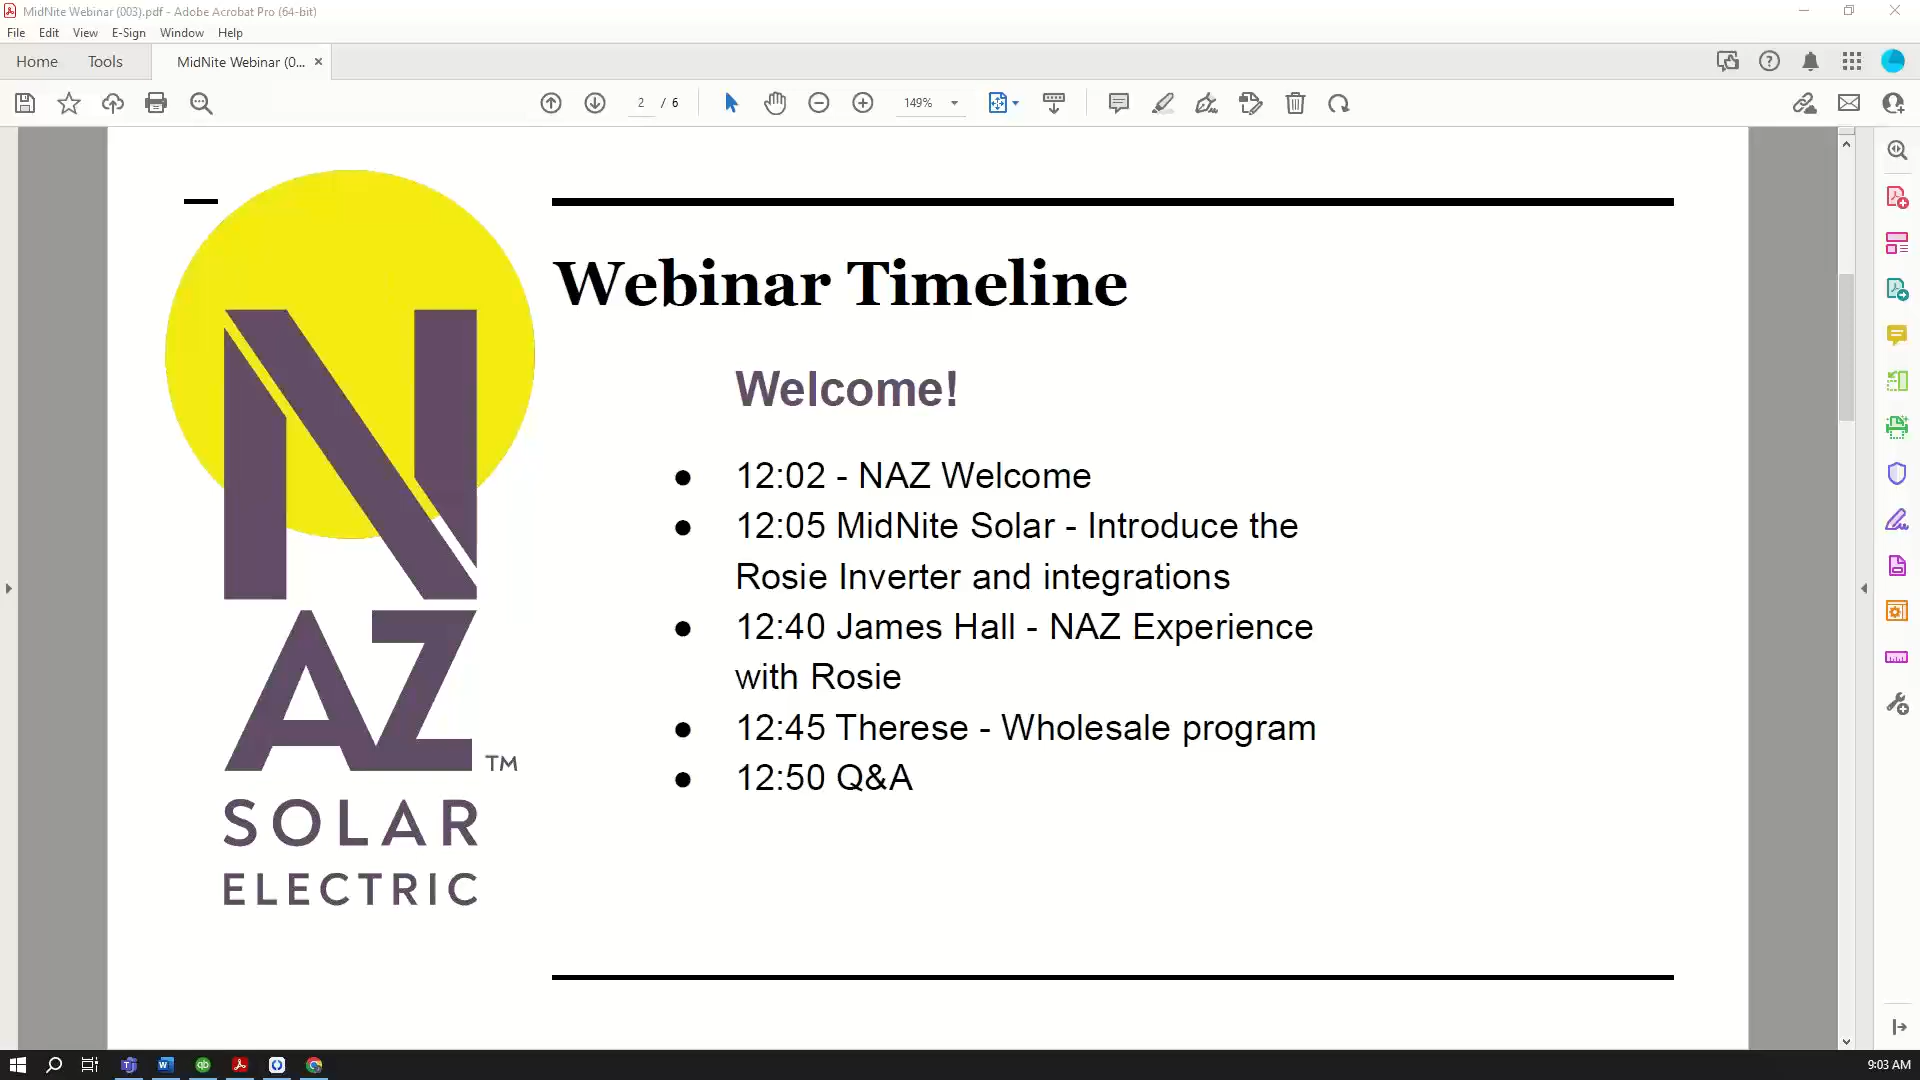 MidNite Webinar (003).pdf - Adobe Acrobat Pro (64-bit)
File Edit View E-Sign Window Help
Home Tools MidNite Webinar (0... ×
2 / 6 149%
Webinar Timeline
Welcome!
● 12:02 - NAZ Welcome
● 12:05 MidNite Solar - Introduce the
Rosie Inverter and integrations
● 12:40 James Hall - NAZ Experience
with Rosie
● 12:45 Therese - Wholesale program
● 12:50 Q&A
N
AZ TM
SOLAR
ELECTRIC
9:03 AM